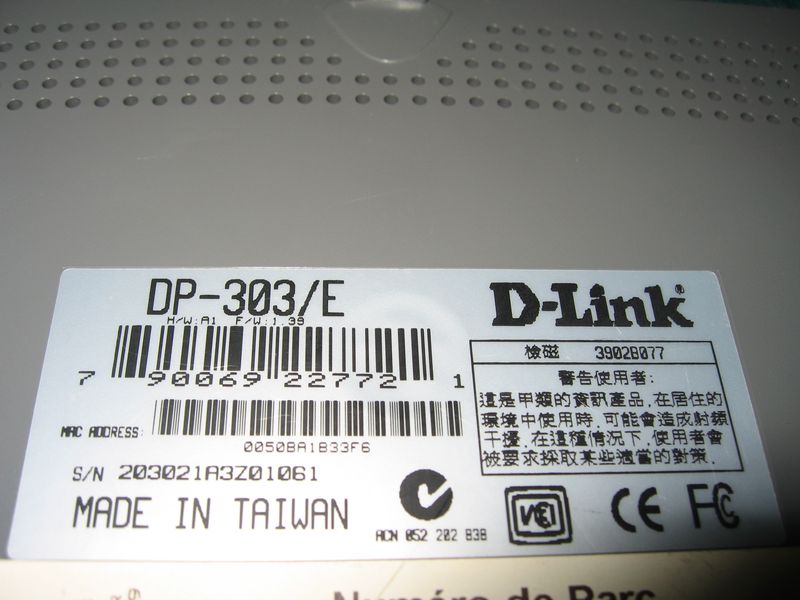 DP-303/E
H/W:A1 F/W:1.39
7 90069 22772 1
MAC ADDRESS:
0050BA1B33F6
S/N 203021A3Z01061
MADE IN TAIWAN
D-Link®
檢磁 3902B077
警告使用者:
這是甲類的資訊產品,在居住的
環境中使用時,可能會造成射頻
干擾,在這種情況下,使用者會
被要求採取某些適當的對策.
ACN 052 202 838
VCI
CE FC
Numéro de Parc